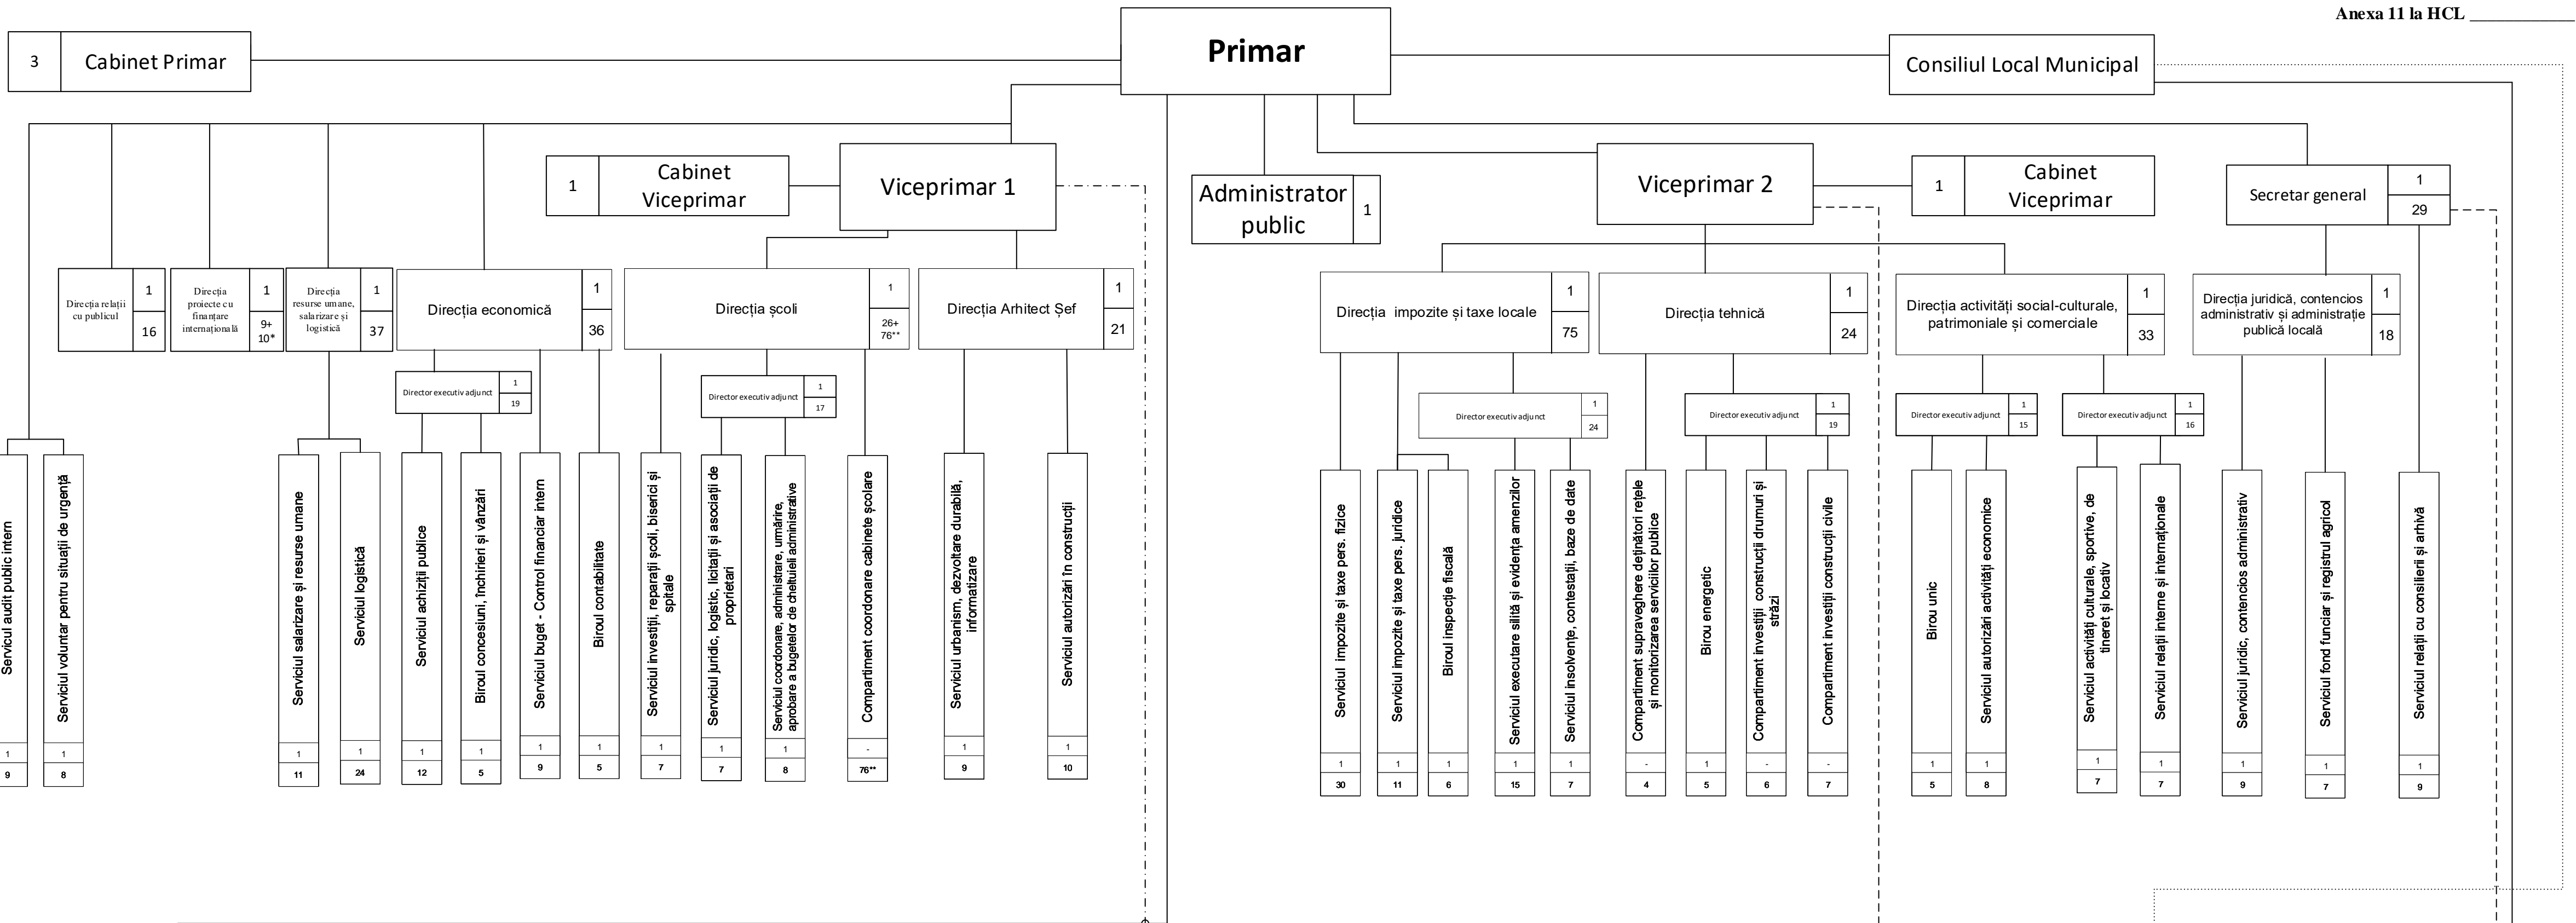 Anexa 11 la HCL ____________
3
Cabinet Primar
Primar
Consiliul Local Municipal
1
Cabinet
Viceprimar
Viceprimar 1
Administrator
public
1
Viceprimar 2
1
Cabinet
Viceprimar
Secretar general
1
29
Direcția relații
cu publicul
1
16
Direcția
proiecte cu
finanțare
internațională
1
9+
10*
Direcția
resurse umane,
salarizare și
logistică
1
37
Direcția economică
1
36
Direcția școli
1
26+
76**
Direcția Arhitect Șef
1
21
Direcția  impozite și taxe locale
1
75
Direcția tehnică
1
24
Direcția activități social-culturale,
patrimoniale și comerciale
1
33
Direcția juridică, contencios
administrativ și administrație
publică locală
1
18
Director executiv adjunct
1
19
Director executiv adjunct
1
17
Director executiv adjunct
1
24
Director executiv adjunct
1
19
Director executiv adjunct
1
15
Director executiv adjunct
1
16
Servicul audit public intern
1
9
Serviciul voluntar pentru situații de urgență
1
8
Serviciul salarizare și resurse umane
1
11
Serviciul logistică
1
24
Serviciul achiziții publice
1
12
Biroul concesiuni, închirieri și vânzări
1
5
Serviciul buget - Control financiar intern
1
9
Biroul contabilitate
1
5
Serviciul investiții, reparații școli, biserici și
spitale
1
7
Serviciul juridic, logistic, licitații și asociații de
proprietari
1
7
Serviciul coordonare, administrare, urmărire,
aprobare a bugetelor de cheltuieli administrative
1
8
Compartiment coordonare cabinete școlare
-
76**
Serviciul urbanism, dezvoltare durabilă,
informatizare
1
9
Serviciul autorizări în construcții
1
10
Serviciul  impozite și taxe pers. fizice
1
30
Serviciul impozite și taxe pers. juridice
1
11
Biroul inspecție fiscală
1
6
Serviciul executare silită și evidența amenzilor
1
15
Serviciul insolvențe, contestații, baze de date
1
7
Compartiment supraveghere deținători rețele
și monitorizarea serviciilor publice
-
4
Birou energetic
1
5
Compartiment investiții  construcții drumuri și
străzi
-
6
Compartiment investiții construcții civile
-
7
Birou unic
1
5
Serviciul autorizări activități economice
1
8
Serviciul activități culturale, sportive, de
tineret și locativ
1
7
Serviciul relații interne și internaționale
1
7
Serviciul juridic, contencios administrativ
1
9
Serviciul fond funciar și registrul agricol
1
7
Serviciul relații cu consilierii și arhivă
1
9